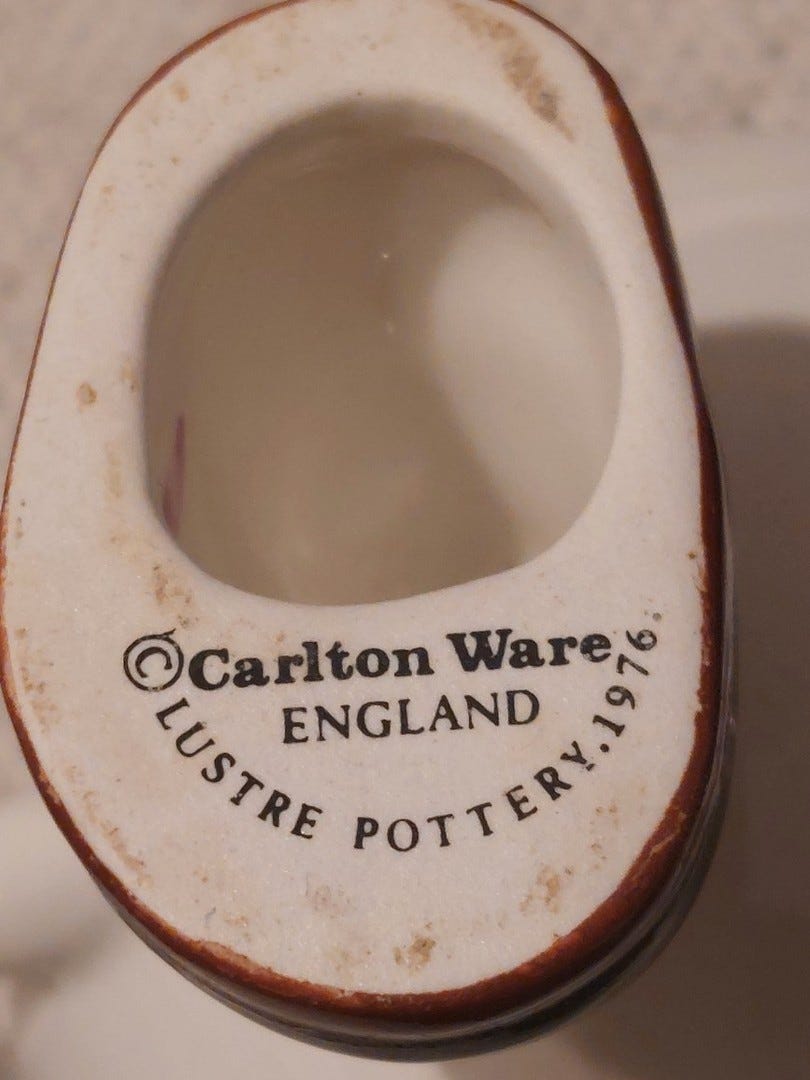 ©Carlton Ware
ENGLAND
LUSTRE POTTERY.1976.